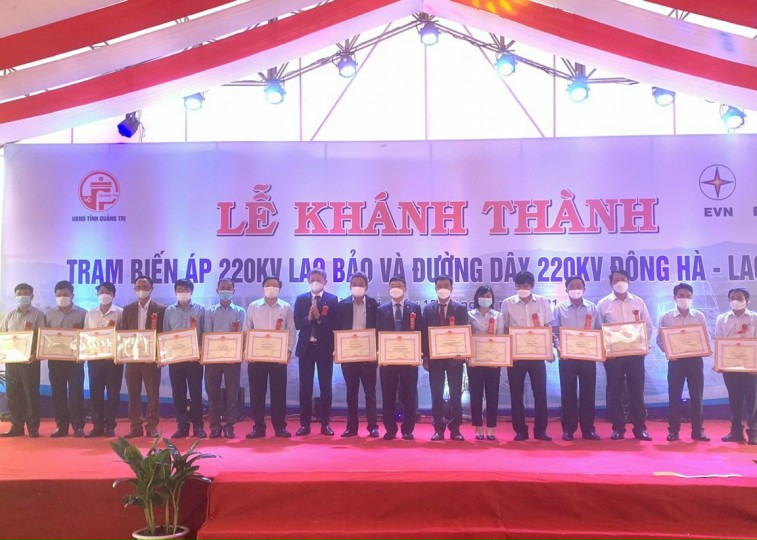 UBND TỈNH QUẢNG TRỊ
EVN
LỄ KHÁNH THÀNH
TRẠM BIẾN ÁP 220KV LAO BẢO VÀ ĐƯỜNG DÂY 220KV ĐÔNG HÀ - LAO